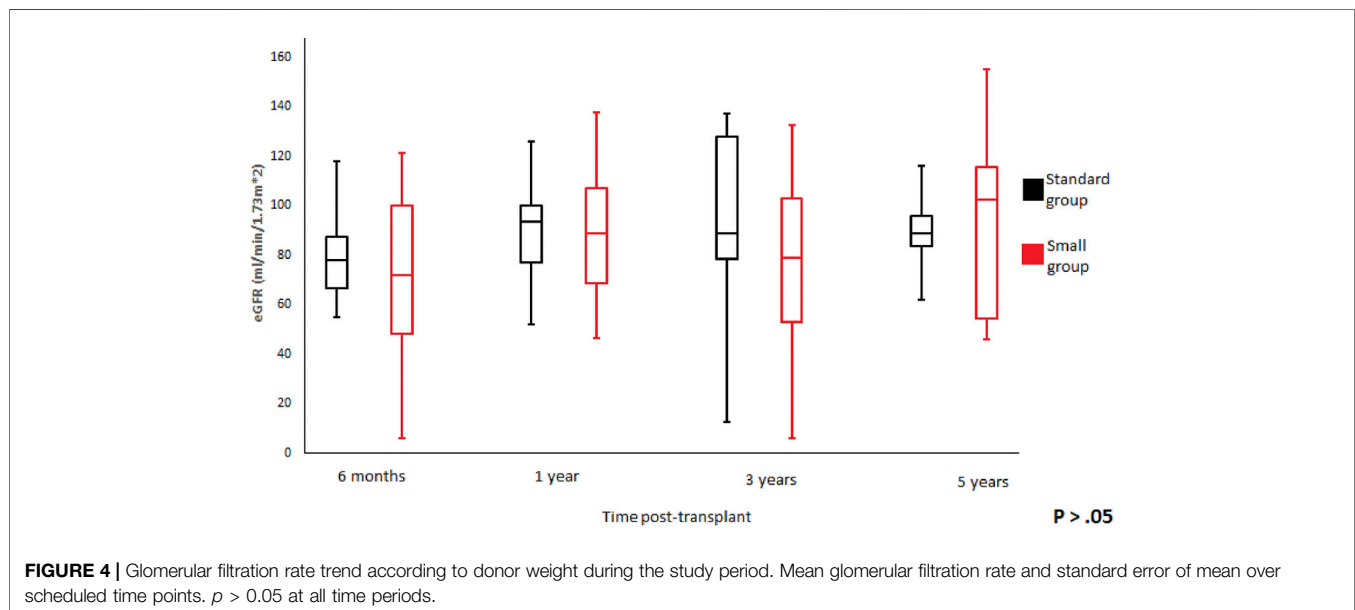 160
140
120
100
80
60
40
20
0
eGFR (ml/min/1.73m*2)
Standard
group
Small
group
6 months
1 year
3 years
5 years
Time post-transplant
P > .05
FIGURE 4 | Glomerular filtration rate trend according to donor weight during the study period. Mean glomerular filtration rate and standard error of mean over
scheduled time points. p > 0.05 at all time periods.